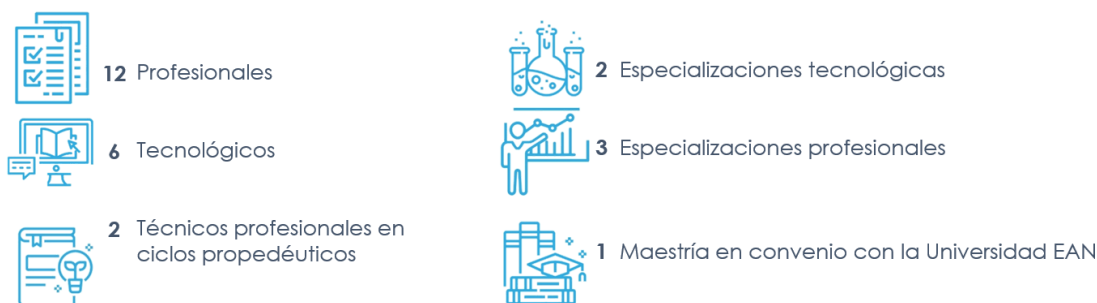 12 Profesionales
6 Tecnológicos
2 Técnicos profesionales en
ciclos propedéuticos
2 Especializaciones tecnológicas
3 Especializaciones profesionales
1 Maestría en convenio con la Universidad EAN